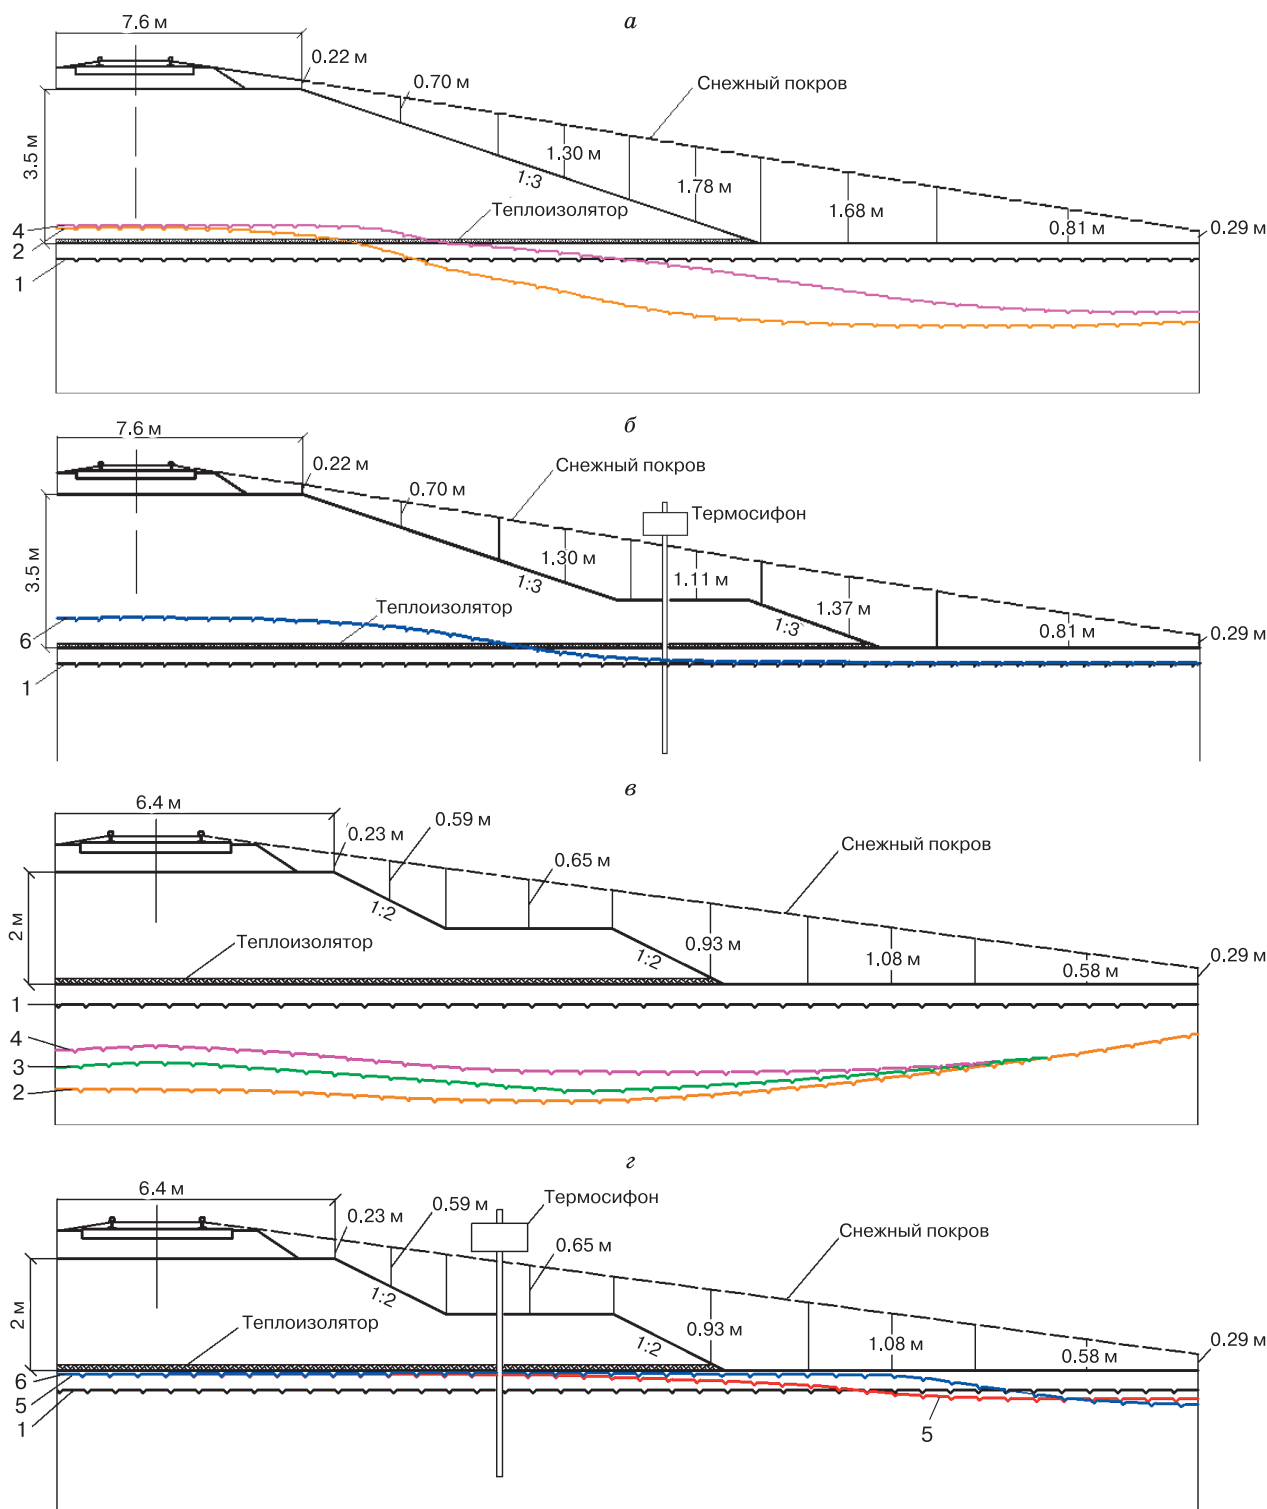 а
7.6 м
0.22 м
0.70 м
Снежный покров
3.5 м
1.30 м
1:3
1.78 м
Теплоизолятор
1.68 м
0.81 м
0.29 м
4
2
1
б
7.6 м
0.22 м
Снежный покров
0.70 м
Термосифон
3.5 м
1.30 м
1:3
1.11 м
Теплоизолятор
1.37 м
1:3
0.81 м
0.29 м
6
1
в
6.4 м
0.59 м
0.23 м
Снежный покров
0.65 м
2 м
1:2
Теплоизолятор
0.93 м
1:2
1.08 м
0.58 м
0.29 м
1
4
3
2
г
6.4 м
0.59 м
Термосифон
0.23 м
Снежный покров
0.65 м
2 м
1:2
Теплоизолятор
0.93 м
1:2
1.08 м
0.58 м
0.29 м
6
5
1
5